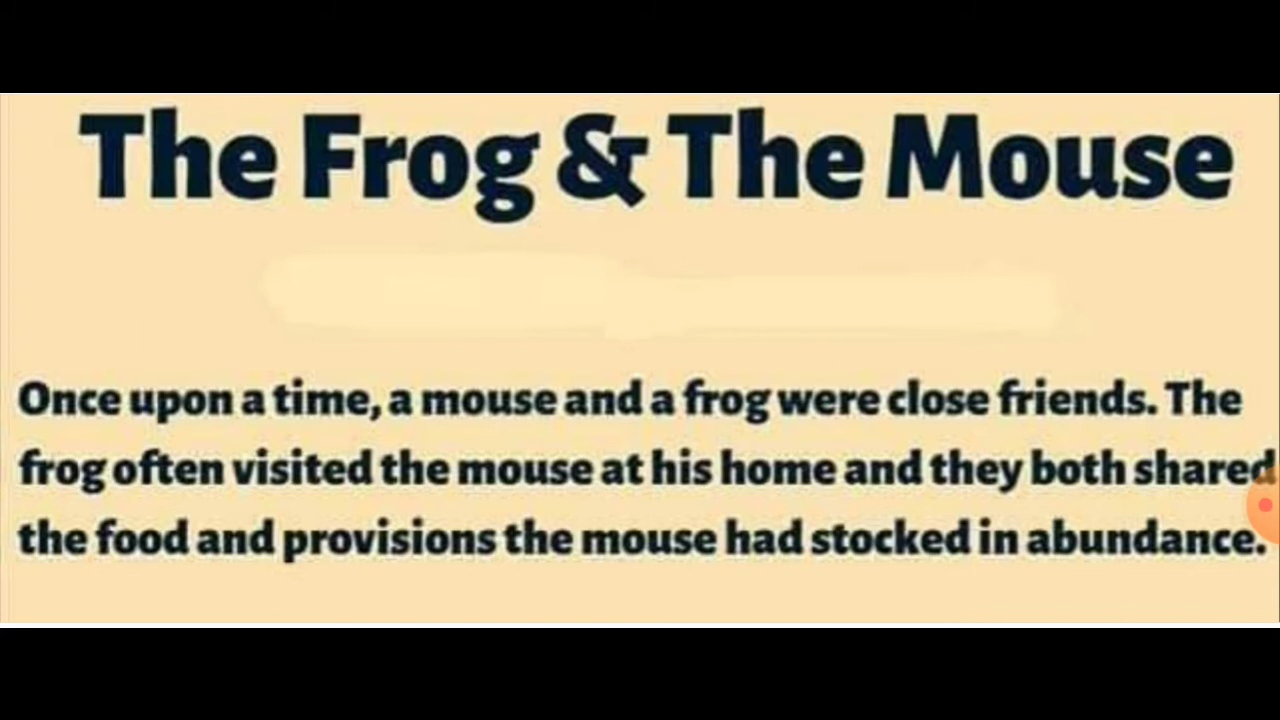 The Frog & The Mouse
Once upon a time, a mouse and a frog were close friends. The
frog often visited the mouse at his home and they both shared
the food and provisions the mouse had stocked in abundance.